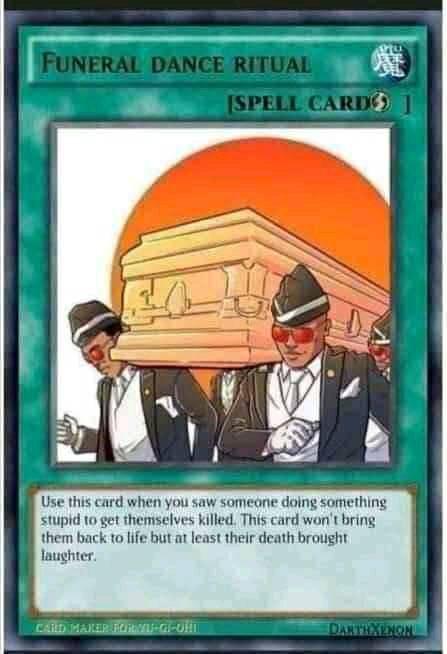 FUNERAL DANCE RITUAL
魔
[SPELL CARD ]
Use this card when you saw someone doing something
stupid to get themselves killed. This card won't bring
them back to life but at least their death brought
laughter.
CARD MAKER FOR YU-GI-OH!
DARTHXENON